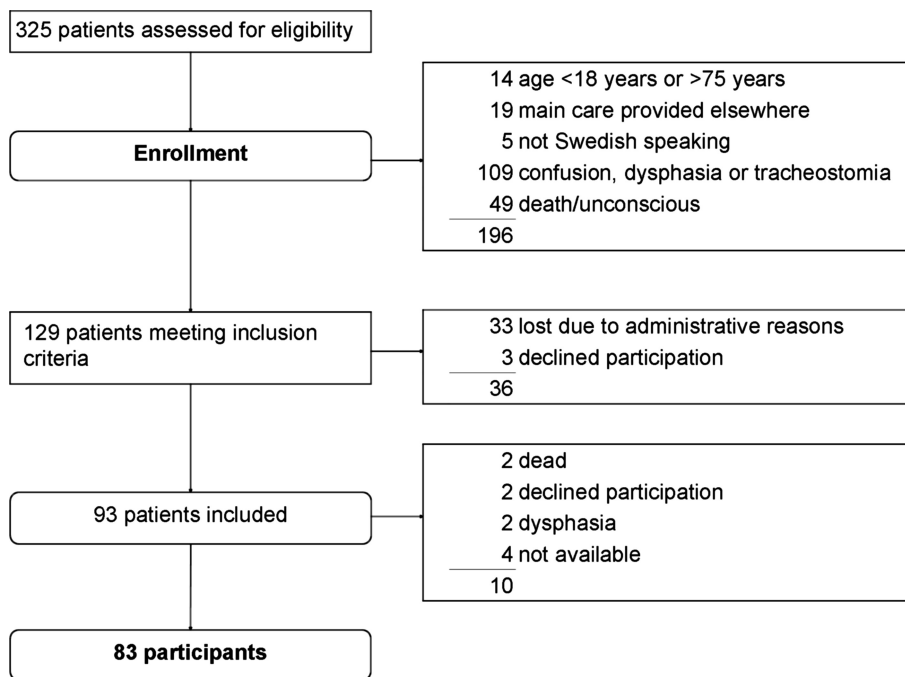 325 patients assessed for eligibility
14 age <18 years or >75 years
19 main care provided elsewhere
5 not Swedish speaking
109 confusion, dysphasia or tracheostomia
49 death/unconscious
196
Enrollment
129 patients meeting inclusion
criteria
33 lost due to administrative reasons
3 declined participation
36
93 patients included
2 dead
2 declined participation
2 dysphasia
4 not available
10
83 participants